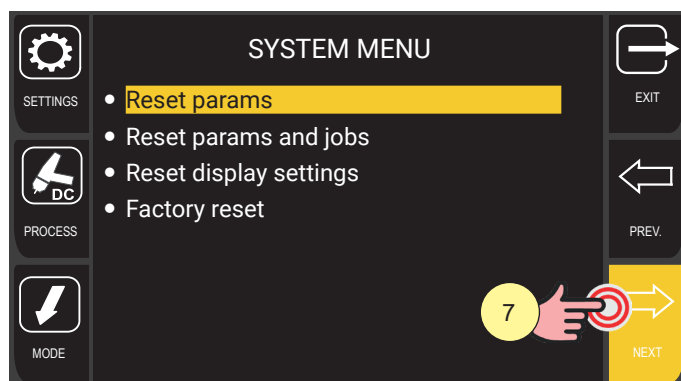 SYSTEM MENU
SETTINGS
• Reset params
EXIT
• Reset params and jobs
• Reset display settings
DC
• Factory reset
PROCESS
PREV.
7
MODE
NEXT